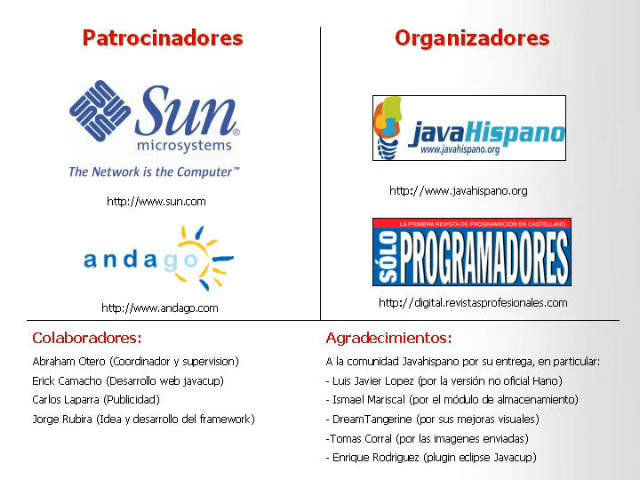 Patrocinadores
Sun
microsystems
The Network is the Computer™
http://www.sun.com
andago
http://www.andago.com
Organizadores
javaHispano
www.javahispano.org
http://www.javahispano.org
LA PRIMERA REVISTA DE PROGRAMACIÓN EN CASTELLANO
SÓLO
PROGRAMADORES
http://digital.revistasprofesionales.com
Colaboradores:
Abraham Otero (Coordinador y supervision)
Erick Camacho (Desarrollo web javacup)
Carlos Laparra (Publicidad)
Jorge Rubira (Idea y desarrollo del framework)
Agradecimientos:
A la comunidad Javahispano por su entrega, en particular:
- Luis Javier Lopez (por la versión no oficial Hano)
- Ismael Mariscal (por el módulo de almacenamiento)
- DreamTangerine (por sus mejoras visuales)
-Tomas Corral (por las imagenes enviadas)
- Enrique Rodriguez (plugin eclipse Javacup)